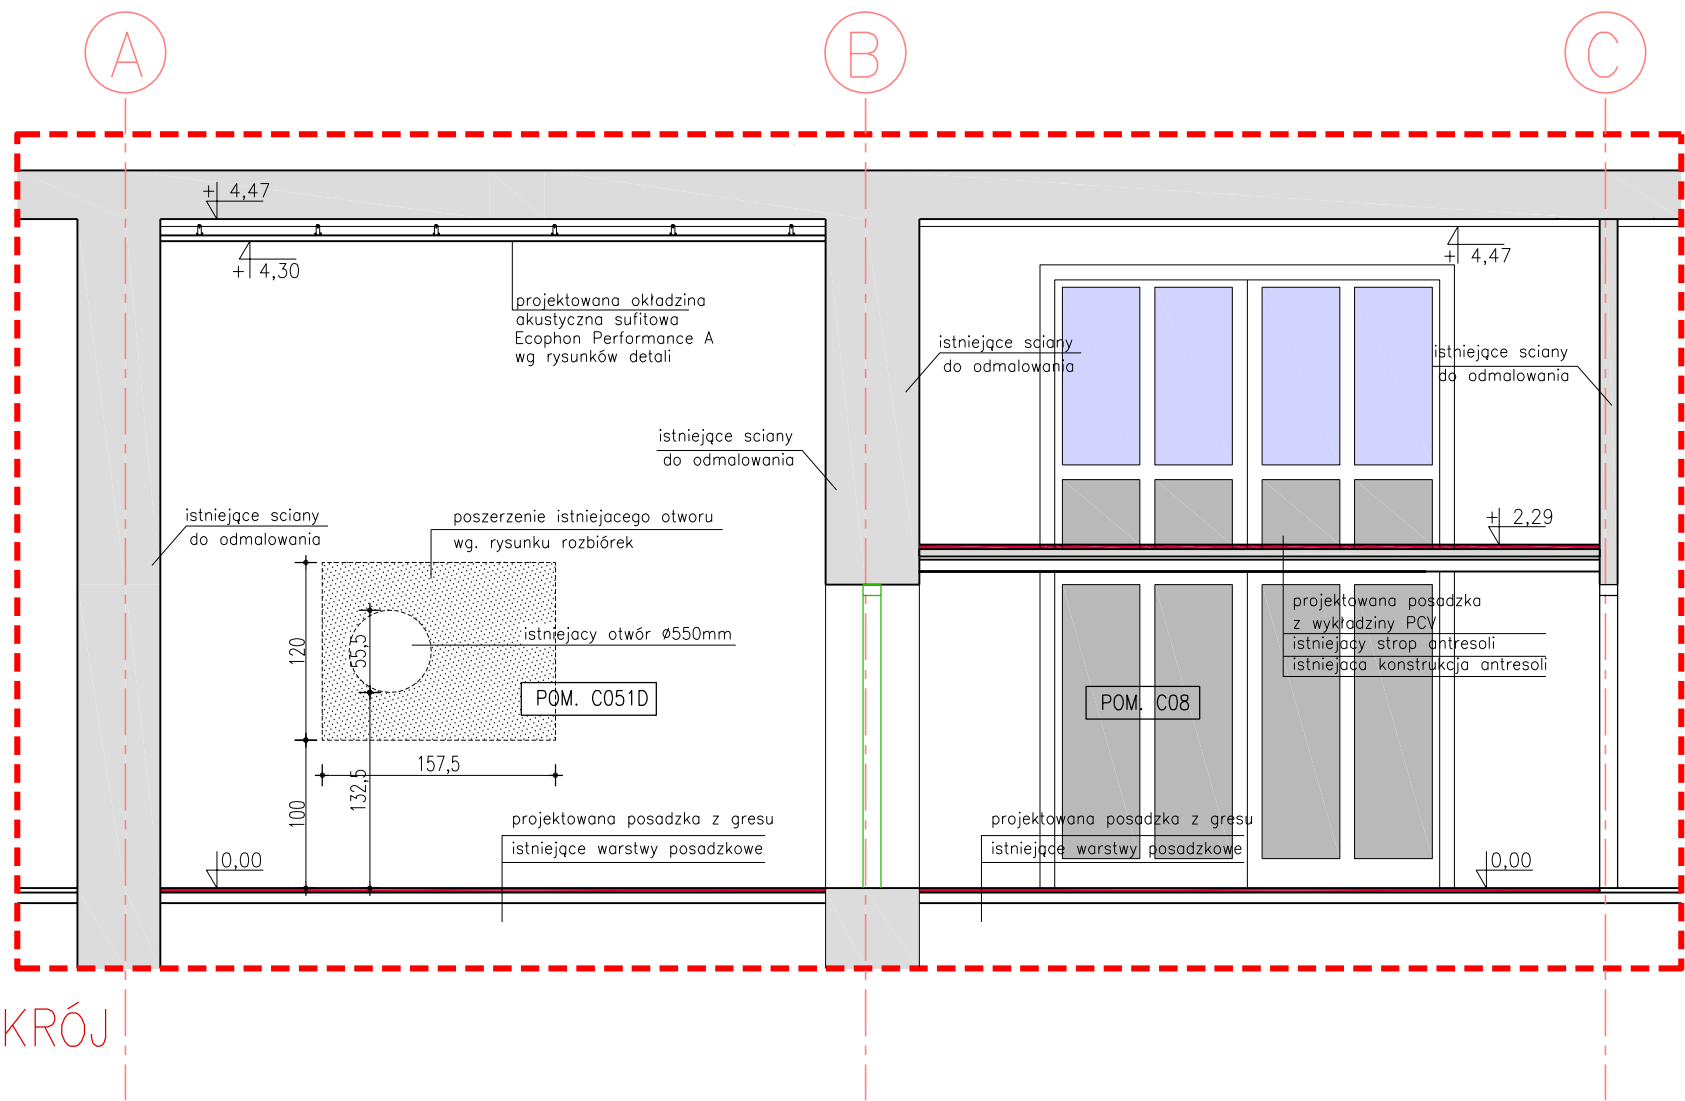 A
B
C
+ 4,47
+ 4,30
+ 4,47
projektowana okładzina
akustyczna sufitowa
Ecophon Performance A
wg rysunków detali
istniejące sciany
do odmalowania
istniejące sciany
do odmalowania
istniejące sciany
do odmalowania
istniejące sciany
do odmalowania
poszerzenie istniejacego otworu
wg. rysunku rozbiórek
+ 2,29
istniejacy otwór ø550mm
120
55,5
POM. C051D
157,5
132,5
100
projektowana posadzka
z wykładziny PCV
istniejacy strop antresoli
istniejaca konstrukcja antresoli
POM. C08
projektowana posadzka z gresu
istniejące warstwy posadzkowe
projektowana posadzka z gresu
istniejące warstwy posadzkowe
0,00
0,00
KRÓJ